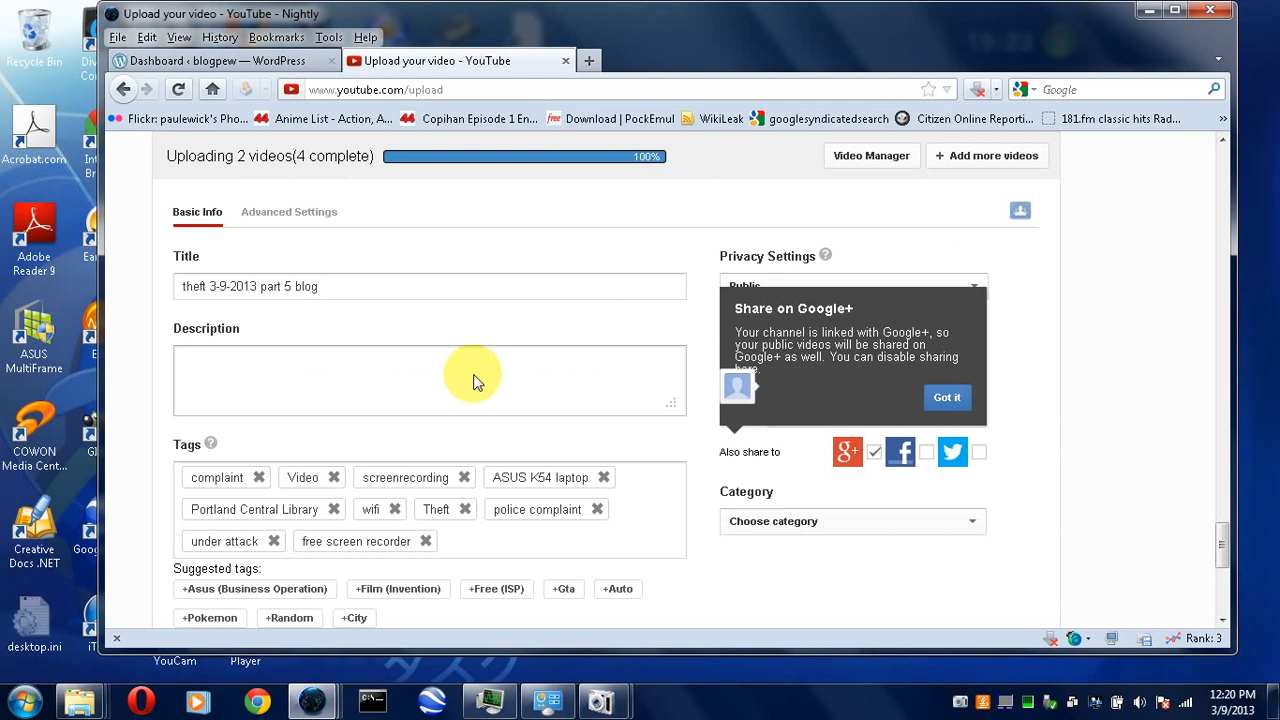 Upload your video - YouTube - Nightly
Recycle Bin
File Edit View History Bookmarks Tools Help
Dashboard ‹ blogpew — WordPress
Upload your video - YouTube
www.youtube.com/upload
Google
Flickr: paulewick's Pho...
Anime List - Action, A...
Copihan Episode 1 En...
free Download | PockEmul
WikiLeak
googlesyndicatedsearch
Citizen Online Reporti...
181.fm classic hits Rad...
Acrobat.com
Adobe
Reader 9
ASUS
MultiFrame
COWON
Media Cent...
Creative
Docs .NET
desktop.ini
YouCam
Player
Uploading 2 videos(4 complete)
100%
Video Manager
+ Add more videos
Basic Info
Advanced Settings
Title
theft 3-9-2013 part 5 blog
Description
Tags ?
complaint
Video
screenrecording
ASUS K54 laptop
Portland Central Library
wifi
Theft
police complaint
under attack
free screen recorder
Suggested tags:
+Asus (Business Operation)
+Film (Invention)
+Free (ISP)
+Gta
+Auto
+Pokemon
+Random
+City
Privacy Settings ?
Public
Share on Google+
Your channel is linked with Google+, so
your public videos will be shared on
Google+ as well. You can disable sharing
here.
Got it
Also share to
g+
f
Category
Choose category
Rank: 3
12:20 PM
3/9/2013